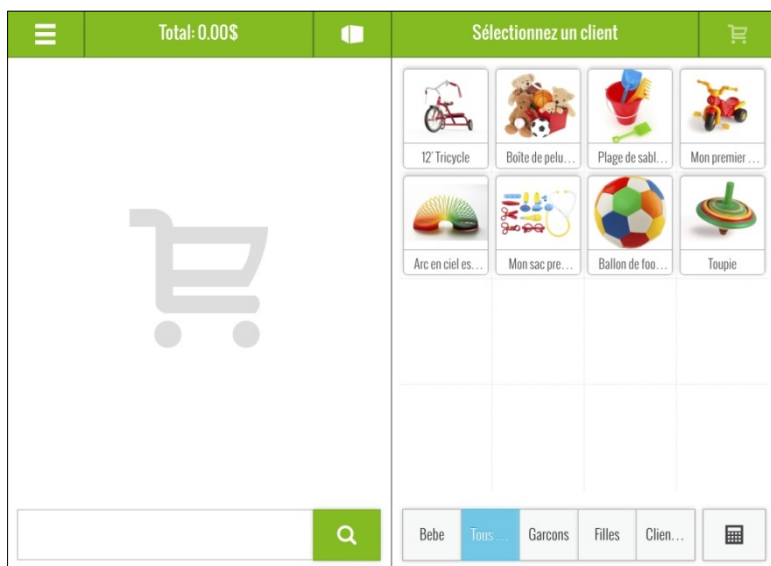 Total: 0.00$
Sélectionnez un client
12' Tricycle
Boîte de pelu...
Plage de sabl...
Mon premier ...
Arc en ciel es...
Mon sac pre...
Ballon de foo...
Toupie
Bebe
Tous ...
Garcons
Filles
Clien...